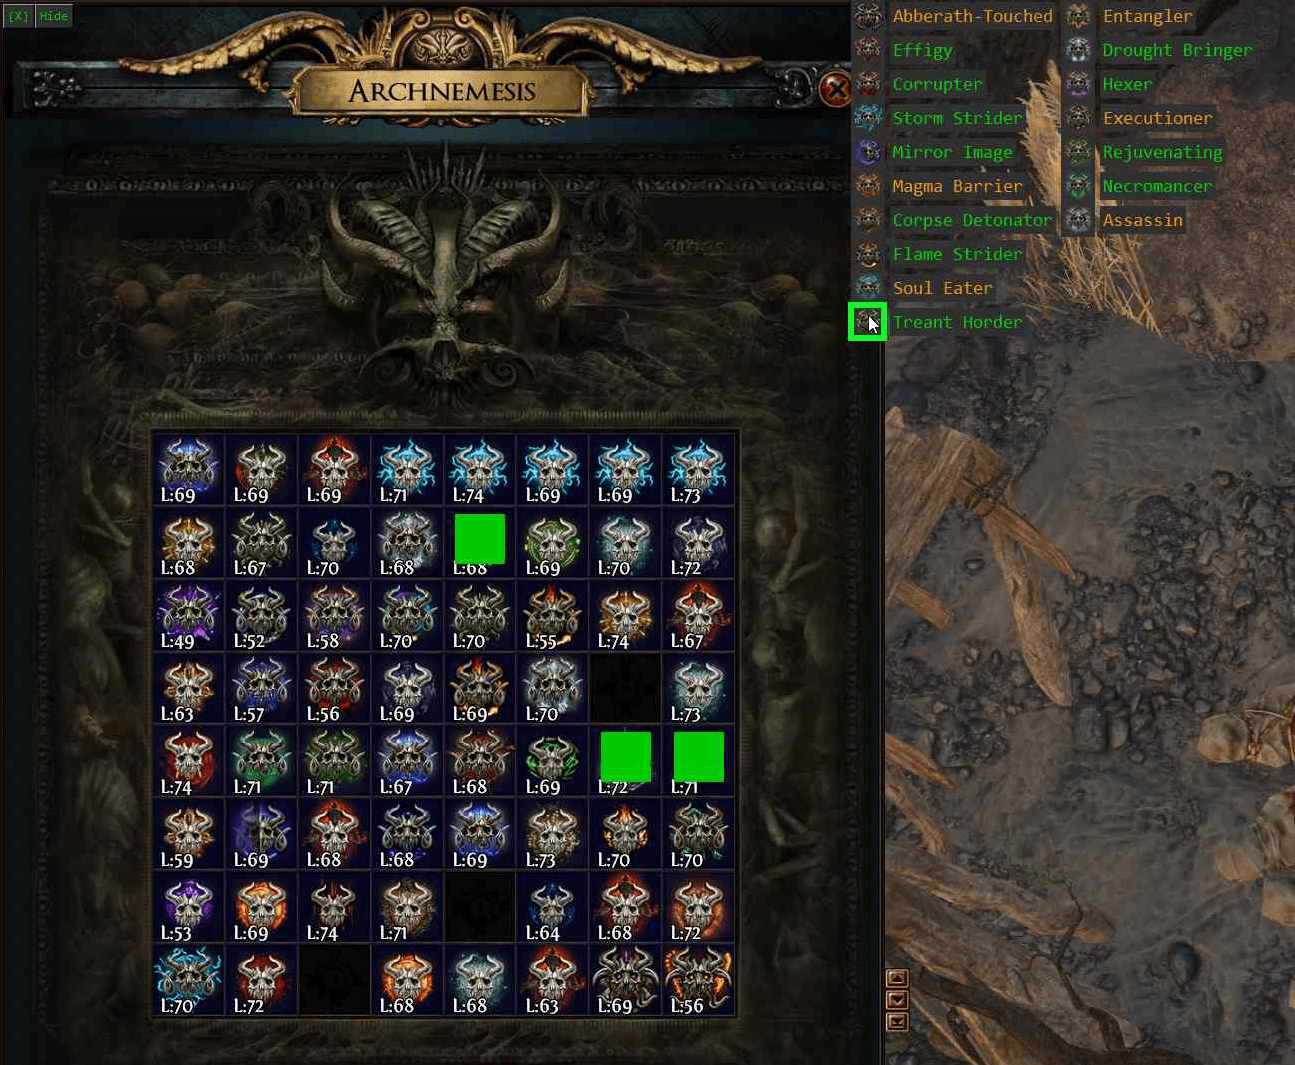 [X] Hide
ARCHNEMESIS
Abberath-Touched
Effigy
Corrupter
Storm Strider
Mirror Image
Magma Barrier
Corpse Detonator
Flame Strider
Soul Eater
Treant Horder
Entangler
Drought Bringer
Hexer
Executioner
Rejuvenating
Necromancer
Assassin
L:69 L:69 L:69 L:71 L:74 L:69 L:69 L:73
L:68 L:67 L:70 L:68 L:68 L:69 L:70 L:72
L:49 L:52 L:58 L:70 L:70 L:55 L:74 L:67
L:63 L:57 L:56 L:69 L:69 L:70 L:73
L:74 L:71 L:71 L:67 L:68 L:69 L:72 L:71
L:59 L:69 L:68 L:68 L:69 L:73 L:70 L:70
L:53 L:69 L:74 L:71 L:64 L:68 L:72
L:70 L:72 L:68 L:68 L:63 L:69 L:56